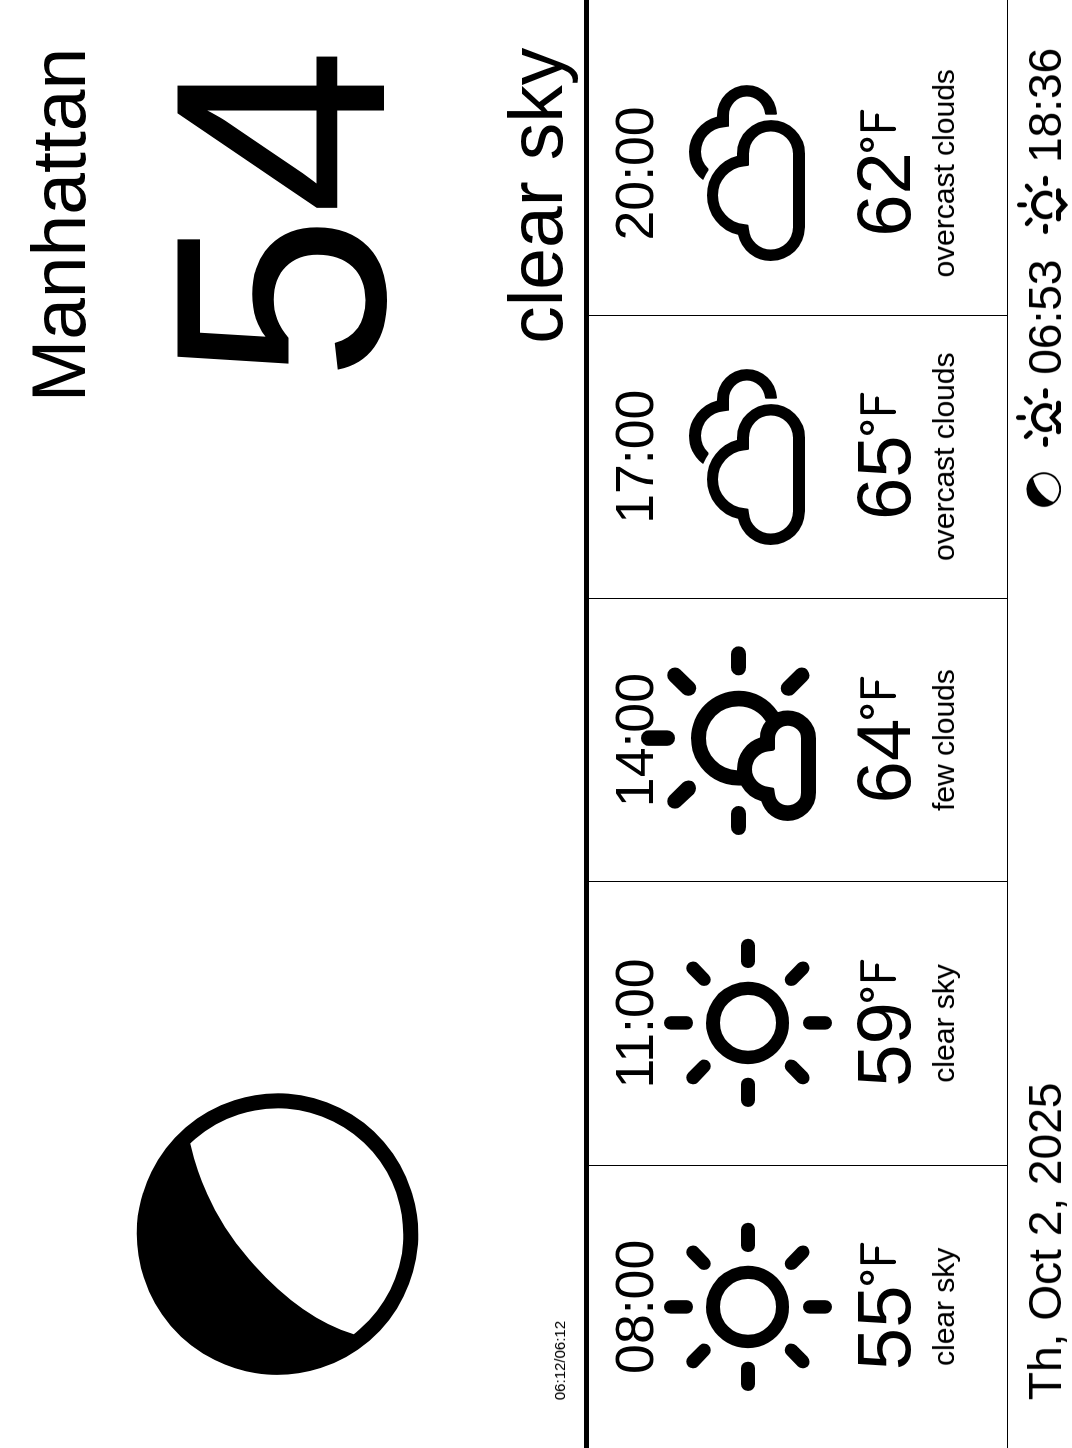 Manhattan
54
clear sky
06:12/06:12
08:00
55°F
clear sky
11:00
59°F
clear sky
14:00
64°F
few clouds
17:00
65°F
overcast clouds
20:00
62°F
overcast clouds
Th, Oct 2, 2025
06:53 18:36